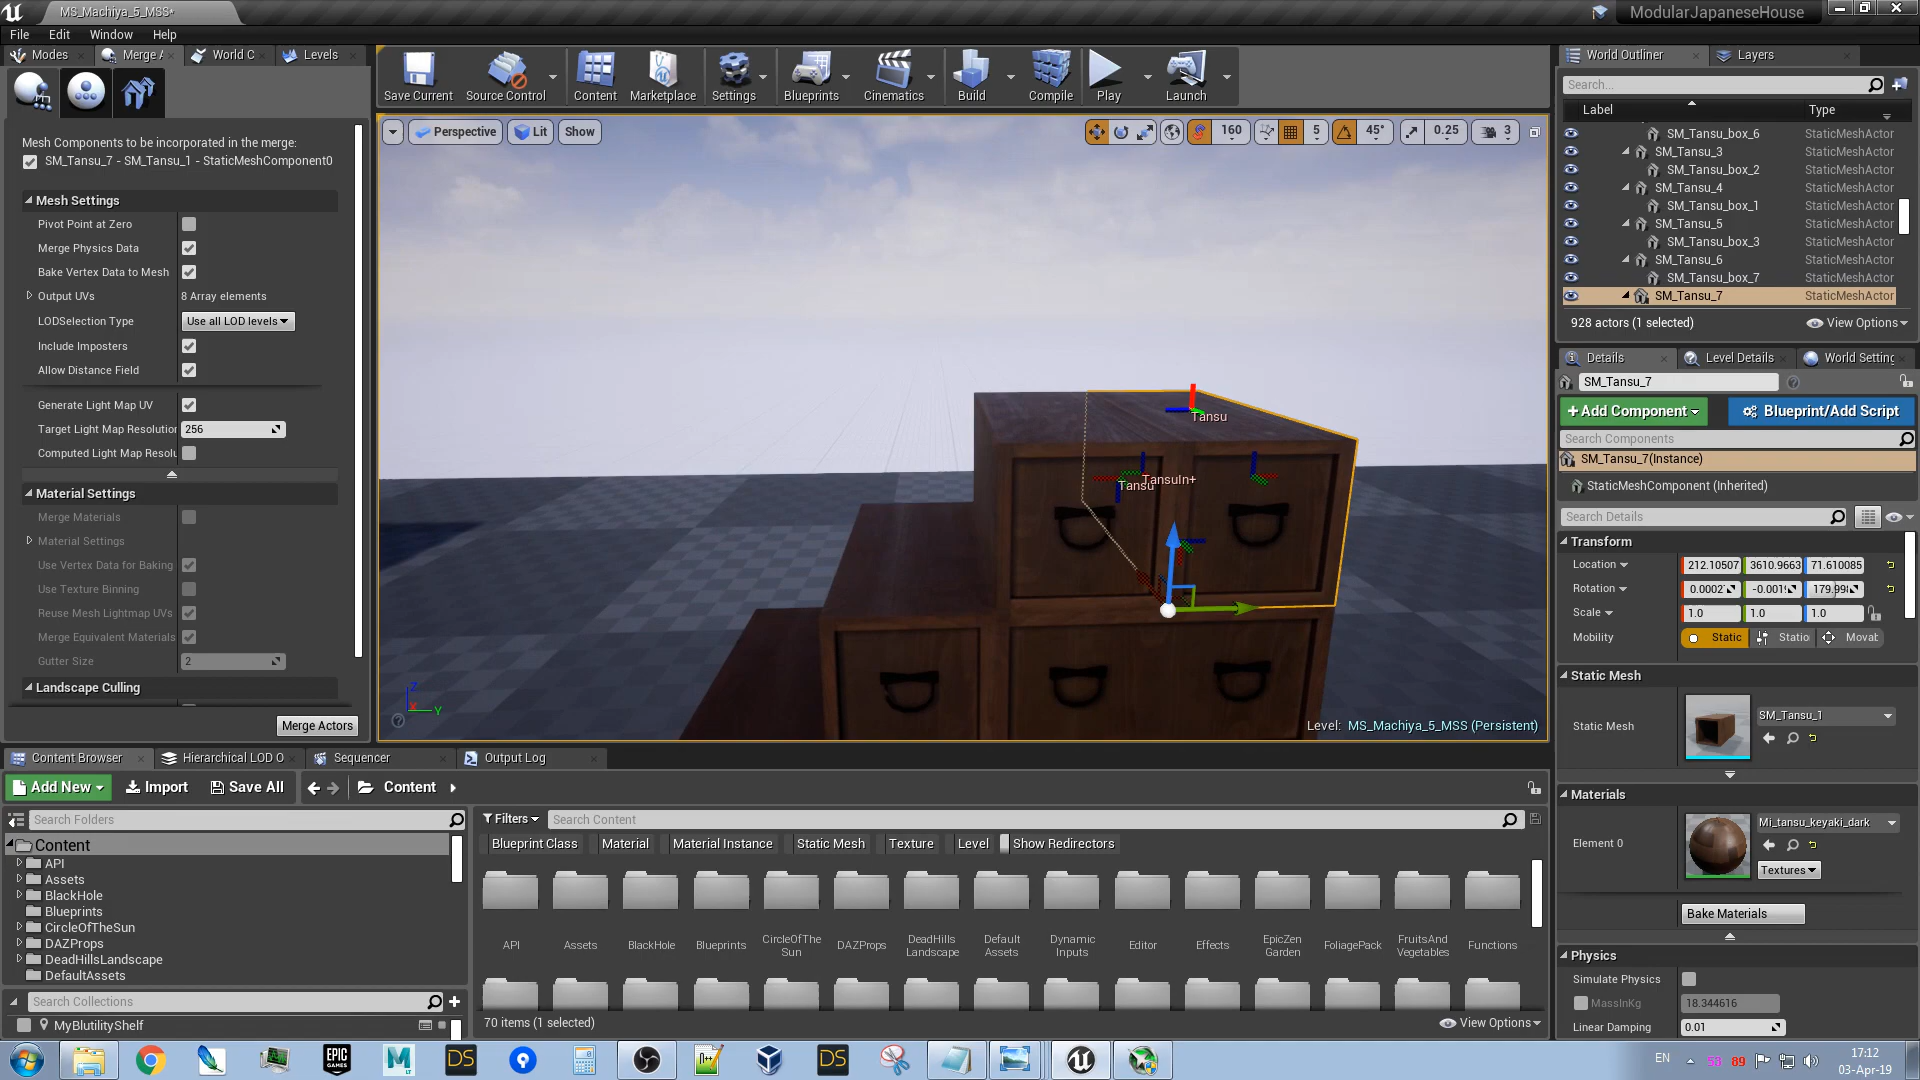 MS_Machiya_5_MSS*
ModularJapaneseHouse
File Edit Window Help
Modes Merge A World C Levels
World Outliner Layers
Save Current Source Control Content Marketplace Settings Blueprints Cinematics Build Compile Play Launch
Search...
Label Type
Mesh Components to be incorporated in the merge:
SM_Tansu_7 - SM_Tansu_1 - StaticMeshComponent0
Perspective Lit Show 160 5 45° 0.25 3
SM_Tansu_box_6 StaticMeshActor
SM_Tansu_3 StaticMeshActor
SM_Tansu_box_2 StaticMeshActor
SM_Tansu_4 StaticMeshActor
SM_Tansu_box_1 StaticMeshActor
SM_Tansu_5 StaticMeshActor
SM_Tansu_box_3 StaticMeshActor
SM_Tansu_6 StaticMeshActor
SM_Tansu_box_7 StaticMeshActor
SM_Tansu_7 StaticMeshActor
928 actors (1 selected) View Options
Mesh Settings
Pivot Point at Zero
Merge Physics Data
Bake Vertex Data to Mesh
Output UVs 8 Array elements
LODSelection Type Use all LOD levels
Include Imposters
Allow Distance Field
Generate Light Map UV
Target Light Map Resolution 256
Computed Light Map Resolu
Material Settings
Merge Materials
Material Settings
Use Vertex Data for Baking
Use Texture Binning
Reuse Mesh Lightmap UVs
Merge Equivalent Materials
Gutter Size 2
Landscape Culling
Merge Actors
Tansu
TansuIn+
Tansu
Z
X
Y
Level: MS_Machiya_5_MSS (Persistent)
Details Level Details World Setting
SM_Tansu_7
+Add Component Blueprint/Add Script
Search Components
SM_Tansu_7(Instance)
StaticMeshComponent (Inherited)
Search Details
Transform
Location 212.10507 3610.9663 71.610085
Rotation 0.0002 -0.0019 179.998
Scale 1.0 1.0 1.0
Mobility Static Statio Movat
Static Mesh
Static Mesh SM_Tansu_1
Materials
Element 0 Mi_tansu_keyaki_dark
Textures
Bake Materials
Physics
Simulate Physics
MassInKg 18.344616
Linear Damping 0.01
Content Browser Hierarchical LOD O Sequencer Output Log
Add New Import Save All Content
Search Folders
Filters Search Content
Content
API
Assets
BlackHole
Blueprints
CircleOfTheSun
DAZProps
DeadHillsLandscape
DefaultAssets
Search Collections
MyBlutilityShelf
Blueprint Class Material Material Instance Static Mesh Texture Level Show Redirectors
API Assets BlackHole Blueprints CircleOfThe Sun DAZProps DeadHills Landscape Default Assets Dynamic Inputs Editor Effects EpicZen Garden FoliagePack FruitsAnd Vegetables Functions
70 items (1 selected) View Options
EPIC GAMES
M LT
DS
DS
EN 53 89
17:12
03-Apr-19